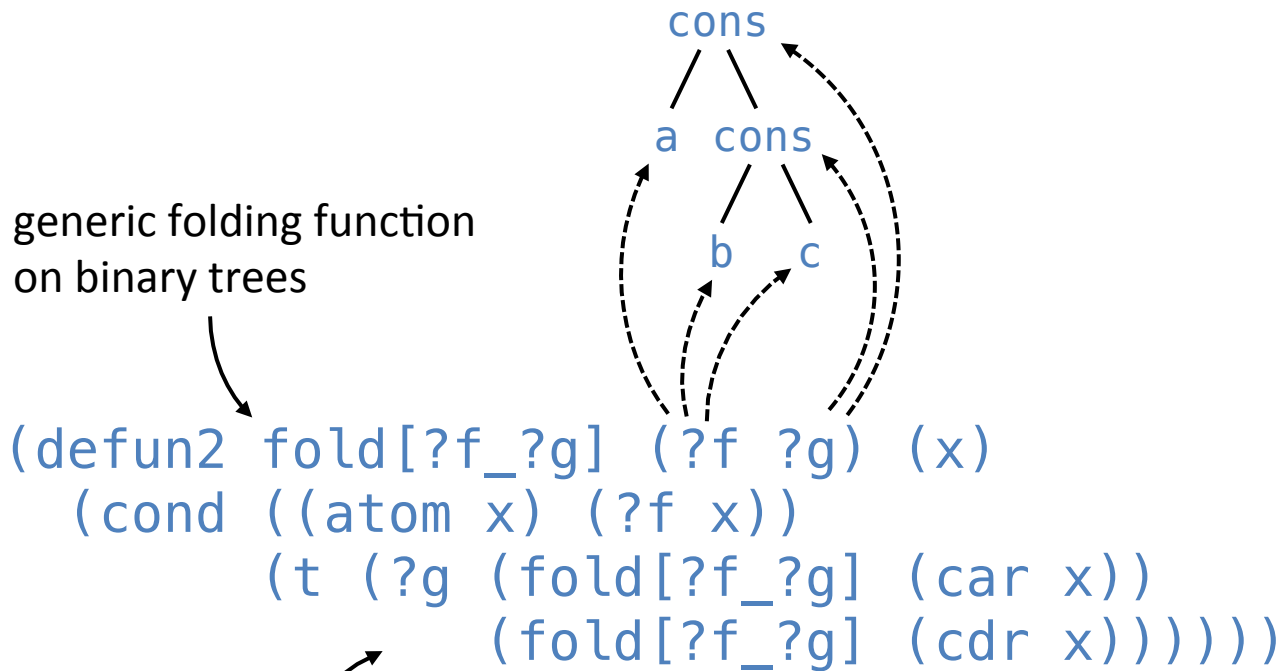 cons
a cons
b c
generic folding function
on binary trees
(defun2 fold[?f_?g] (?f ?g) (x)
(cond ((atom x) (?f x))
(t (?g (fold[?f_?g] (car x))
(fold[?f_?g] (cdr x))))))